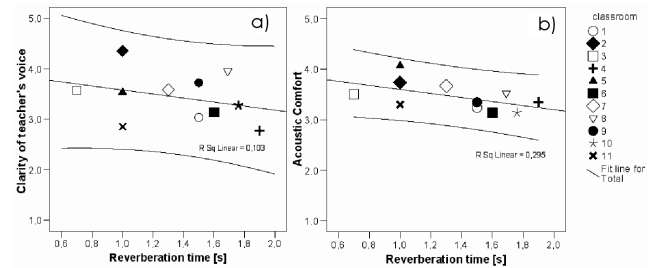 a)
Clarity of teacher's voice
5,0
4,0
3,0
2,0
1,0
R Sq Linear = 0,103
0,6 0,8 1,0 1,2 1,4 1,6 1,8 2,0
Reverberation time [s]
b)
Acoustic Comfort
5,0
4,0
3,0
2,0
1,0
R Sq Linear = 0,295
0,6 0,8 1,0 1,2 1,4 1,6 1,8 2,0
Reverberation time [s]
classroom
1
2
3
4
5
6
7
8
9
10
11
Fit line for
Total